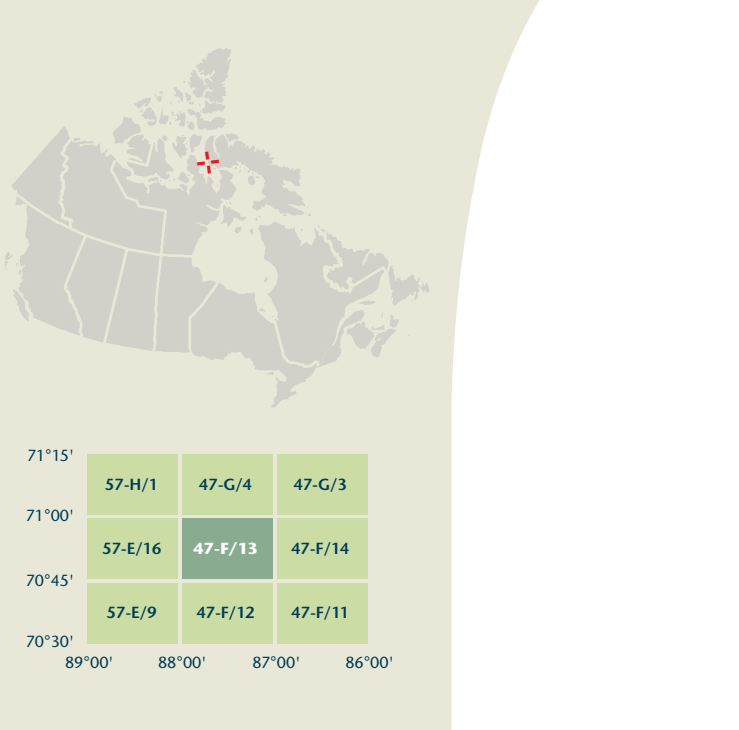 71°15'
57-H/1 47-G/4 47-G/3
71°00'
57-E/16 47-F/13 47-F/14
70°45'
57-E/9 47-F/12 47-F/11
70°30'
89°00' 88°00' 87°00' 86°00'